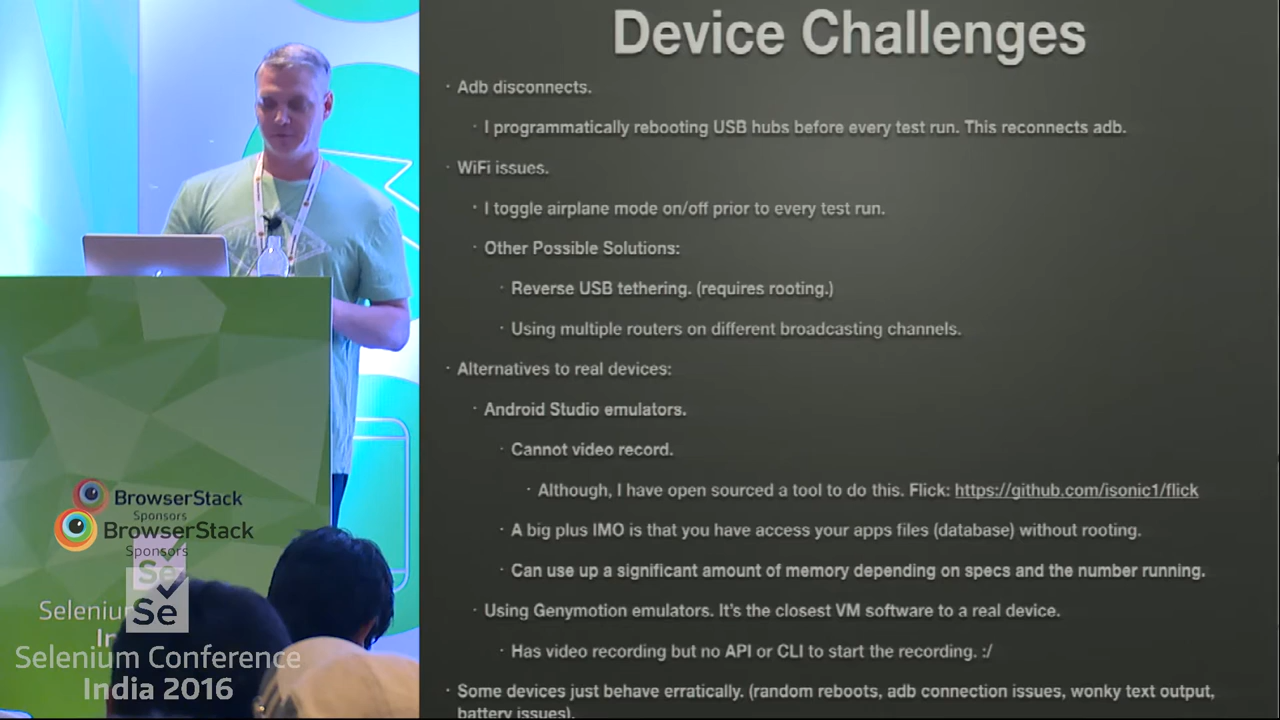 Device Challenges
· Adb disconnects.
· I programmatically rebooting USB hubs before every test run. This reconnects adb.
· WiFi issues.
· I toggle airplane mode on/off prior to every test run.
· Other Possible Solutions:
· Reverse USB tethering. (requires rooting.)
· Using multiple routers on different broadcasting channels.
· Alternatives to real devices:
· Android Studio emulators.
· Cannot video record.
· Although, I have open sourced a tool to do this. Flick: https://github.com/isonic1/flick
· A big plus IMO is that you have access your apps files (database) without rooting.
· Can use up a significant amount of memory depending on specs and the number running.
· Using Genymotion emulators. It's the closest VM software to a real device.
· Has video recording but no API or CLI to start the recording. :/
· Some devices just behave erratically. (random reboots, adb connection issues, wonky text output,
battery issues).
BrowserStack
Sponsors
BrowserStack
Sponsors
Se
Se
Selenium Conference
India 2016